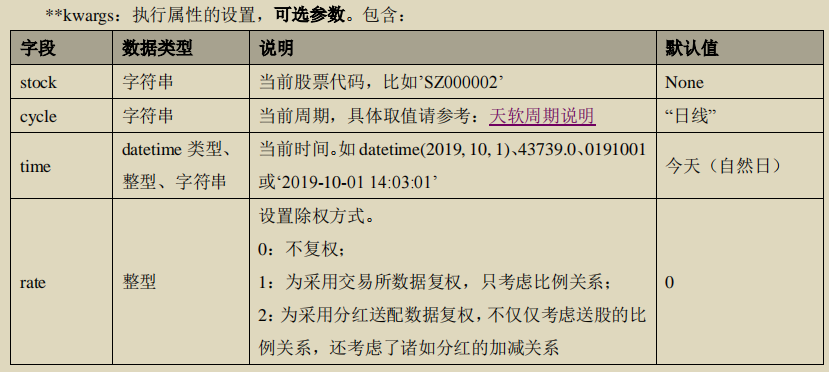 **kwargs：执行属性的设置，可选参数。包含：
字段 数据类型 说明 默认值
stock 字符串 当前股票代码，比如’SZ000002’ None
cycle 字符串 当前周期，具体取值请参考：天软周期说明 “日线”
time datetime 类型、整型、字符串 当前时间。如 datetime(2019, 10, 1)、43739.0、0191001 今天（自然日）
或‘2019-10-01 14:03:01’
rate 整型 设置除权方式。 0
0：不复权；
1：为采用交易所数据复权，只考虑比例关系；
2：为采用分红送配数据复权，不仅仅考虑送股的比
例关系，还考虑了诸如分红的加减关系